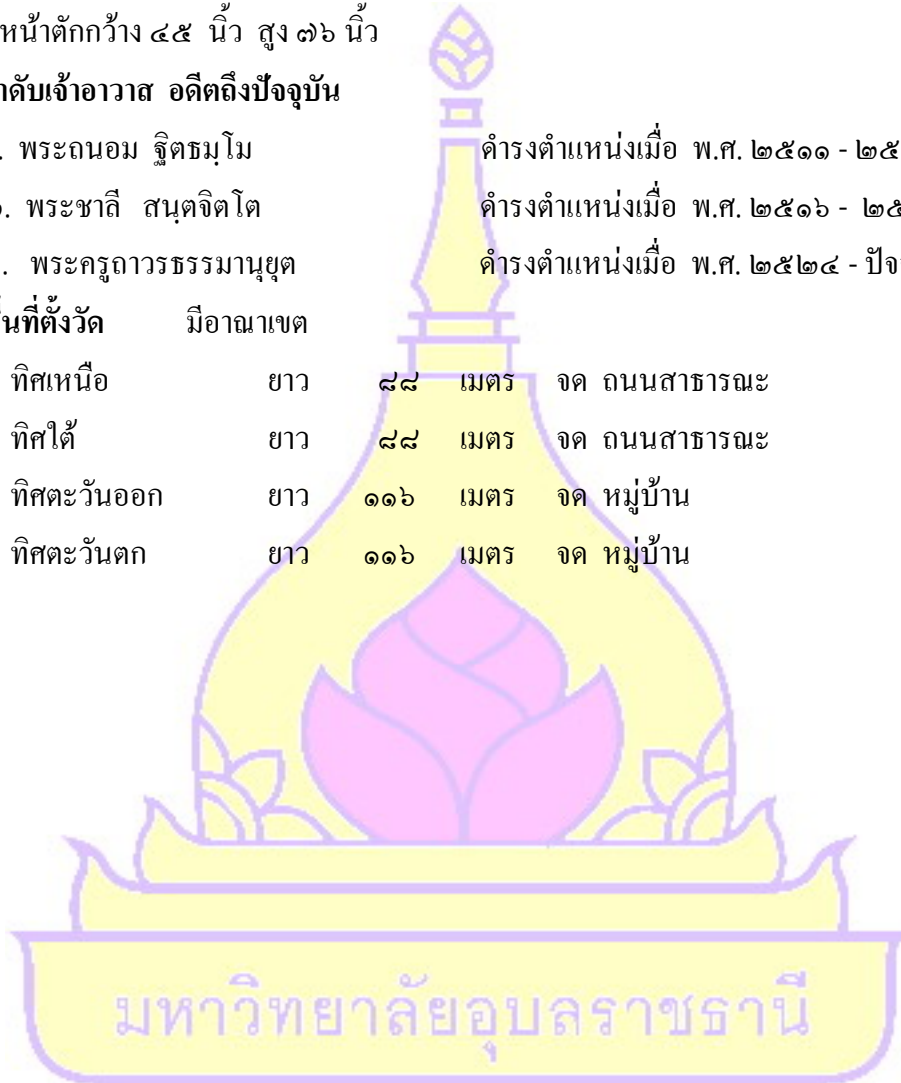 หน้าตักกว้าง ๔๕ นิ้ว สูง ๗๖ นิ้ว
เจ้าอาวาส อดีตถึงปัจจุบัน
พระถนอม ฐิตธมฺโม ดำรงตำแหน่งเมื่อ พ.ศ. ๒๕๑๑ -
พระชาลี สนฺตจิตโต ดำรงตำแหน่งเมื่อ พ.ศ. ๒๕๑๖ -
พระครูถาวรธรรมานุยุต ดำรงตำแหน่งเมื่อ พ.ศ. ๒๕๒๔ -
ที่ตั้งวัด มีอาณาเขต
ทิศเหนือ ยาว ๘๘ เมตร จด ถนนสาธารณะ
ทิศใต้ ยาว ๘๘ เมตร จด ถนนสาธารณะ
ทิศตะวันออก ยาว ๑๑๖ เมตร จด หมู่บ้าน
ทิศตะวันตก ยาว ๑๑๖ เมตร จด หมู่บ้าน
มหาวิทยาลัยอุบลราชธานี